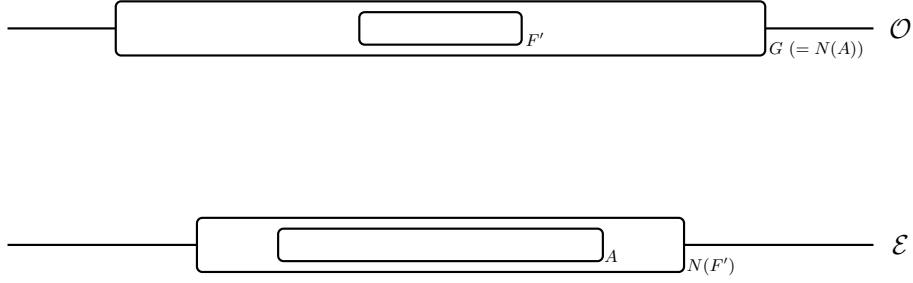 F′
G (= N(A))
𝒪
A
N(F′)
ℰ